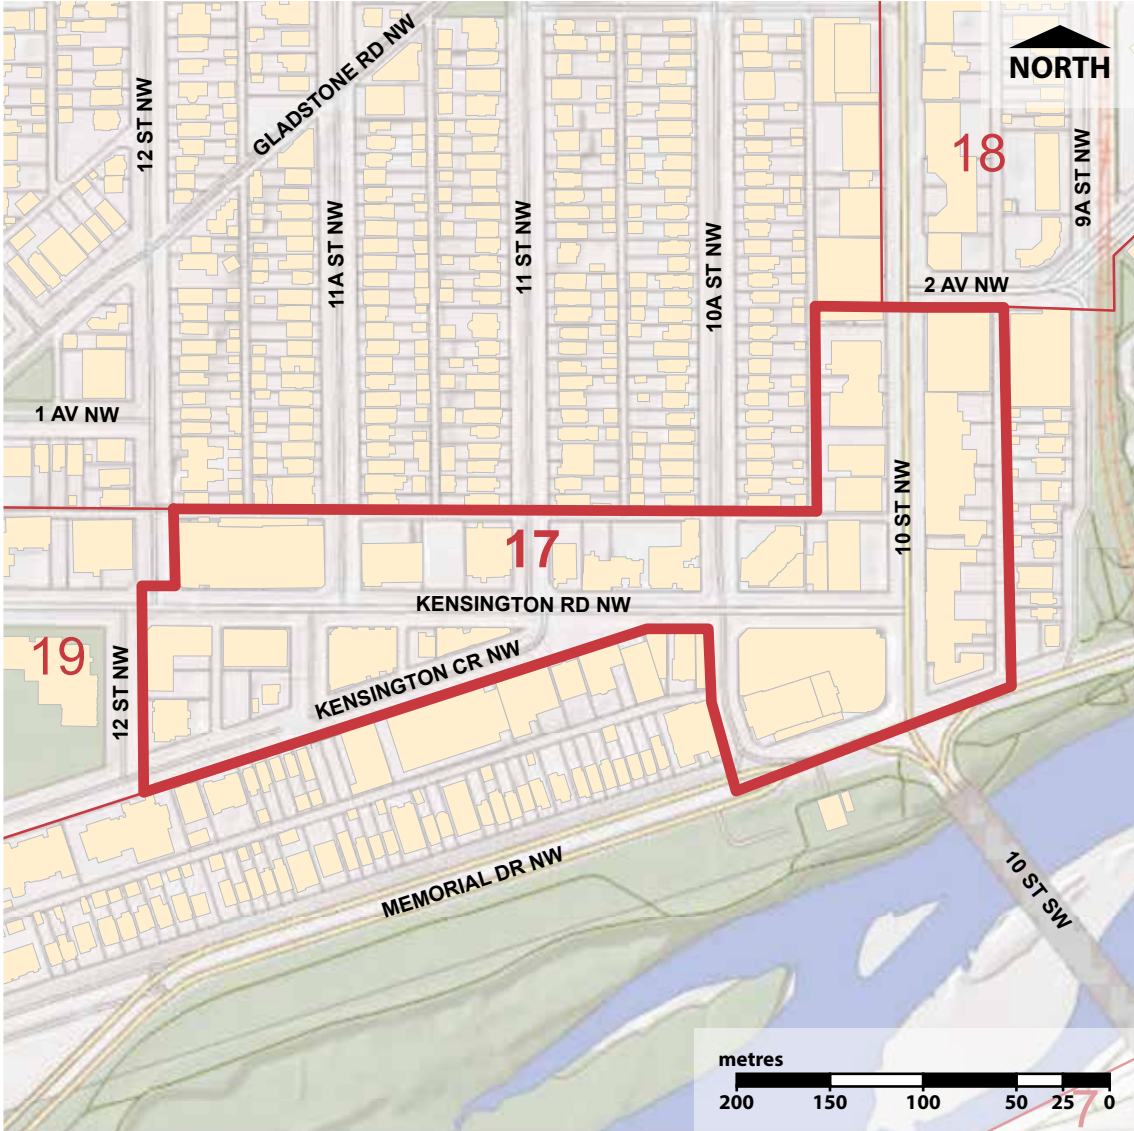 NORTH
GLADSTONE RD NW
12 ST NW
18
9A ST NW
11A ST NW
11 ST NW
10A ST NW
2 AV NW
1 AV NW
10 ST NW
17
KENSINGTON RD NW
19
12 ST NW
KENSINGTON CR NW
MEMORIAL DR NW
10 ST SW
metres
200 150 100 50 25 0
7